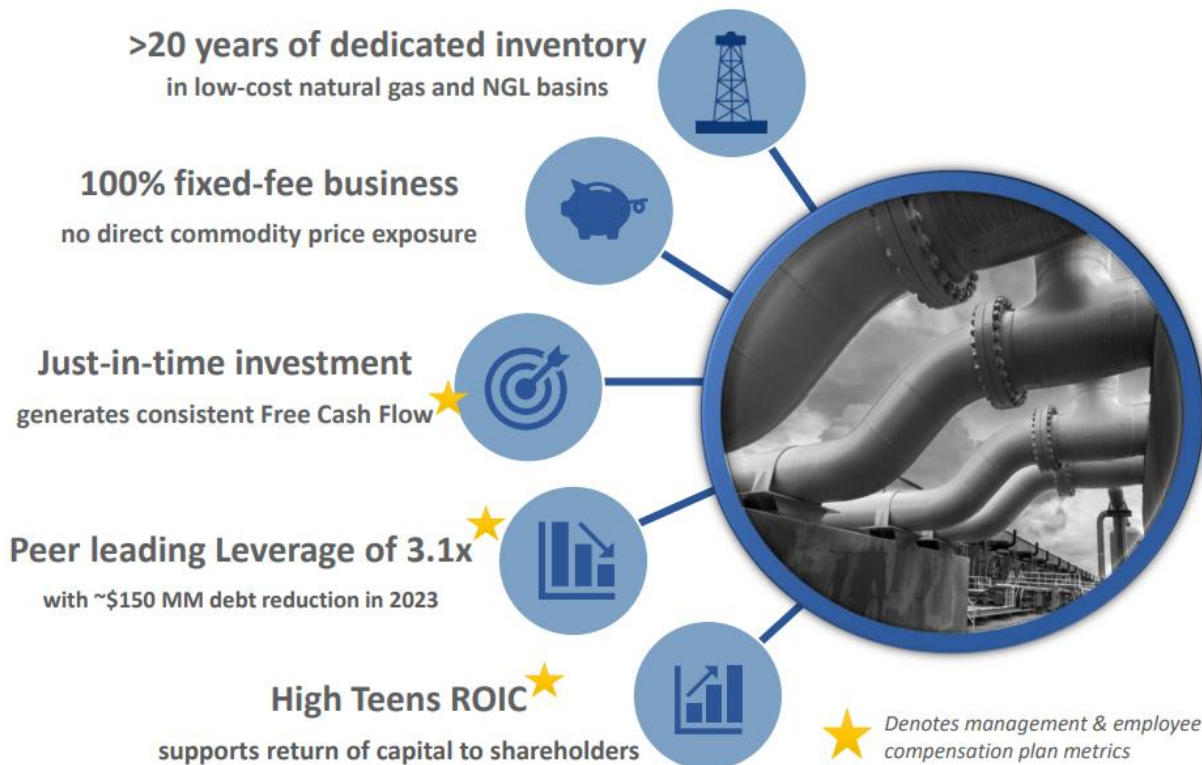 >20 years of dedicated inventory
in low-cost natural gas and NGL basins
100% fixed-fee business
no direct commodity price exposure
Just-in-time investment
generates consistent Free Cash Flow
Peer leading Leverage of 3.1x
with ~$150 MM debt reduction in 2023
High Teens ROIC
supports return of capital to shareholders
Denotes management & employee
compensation plan metrics